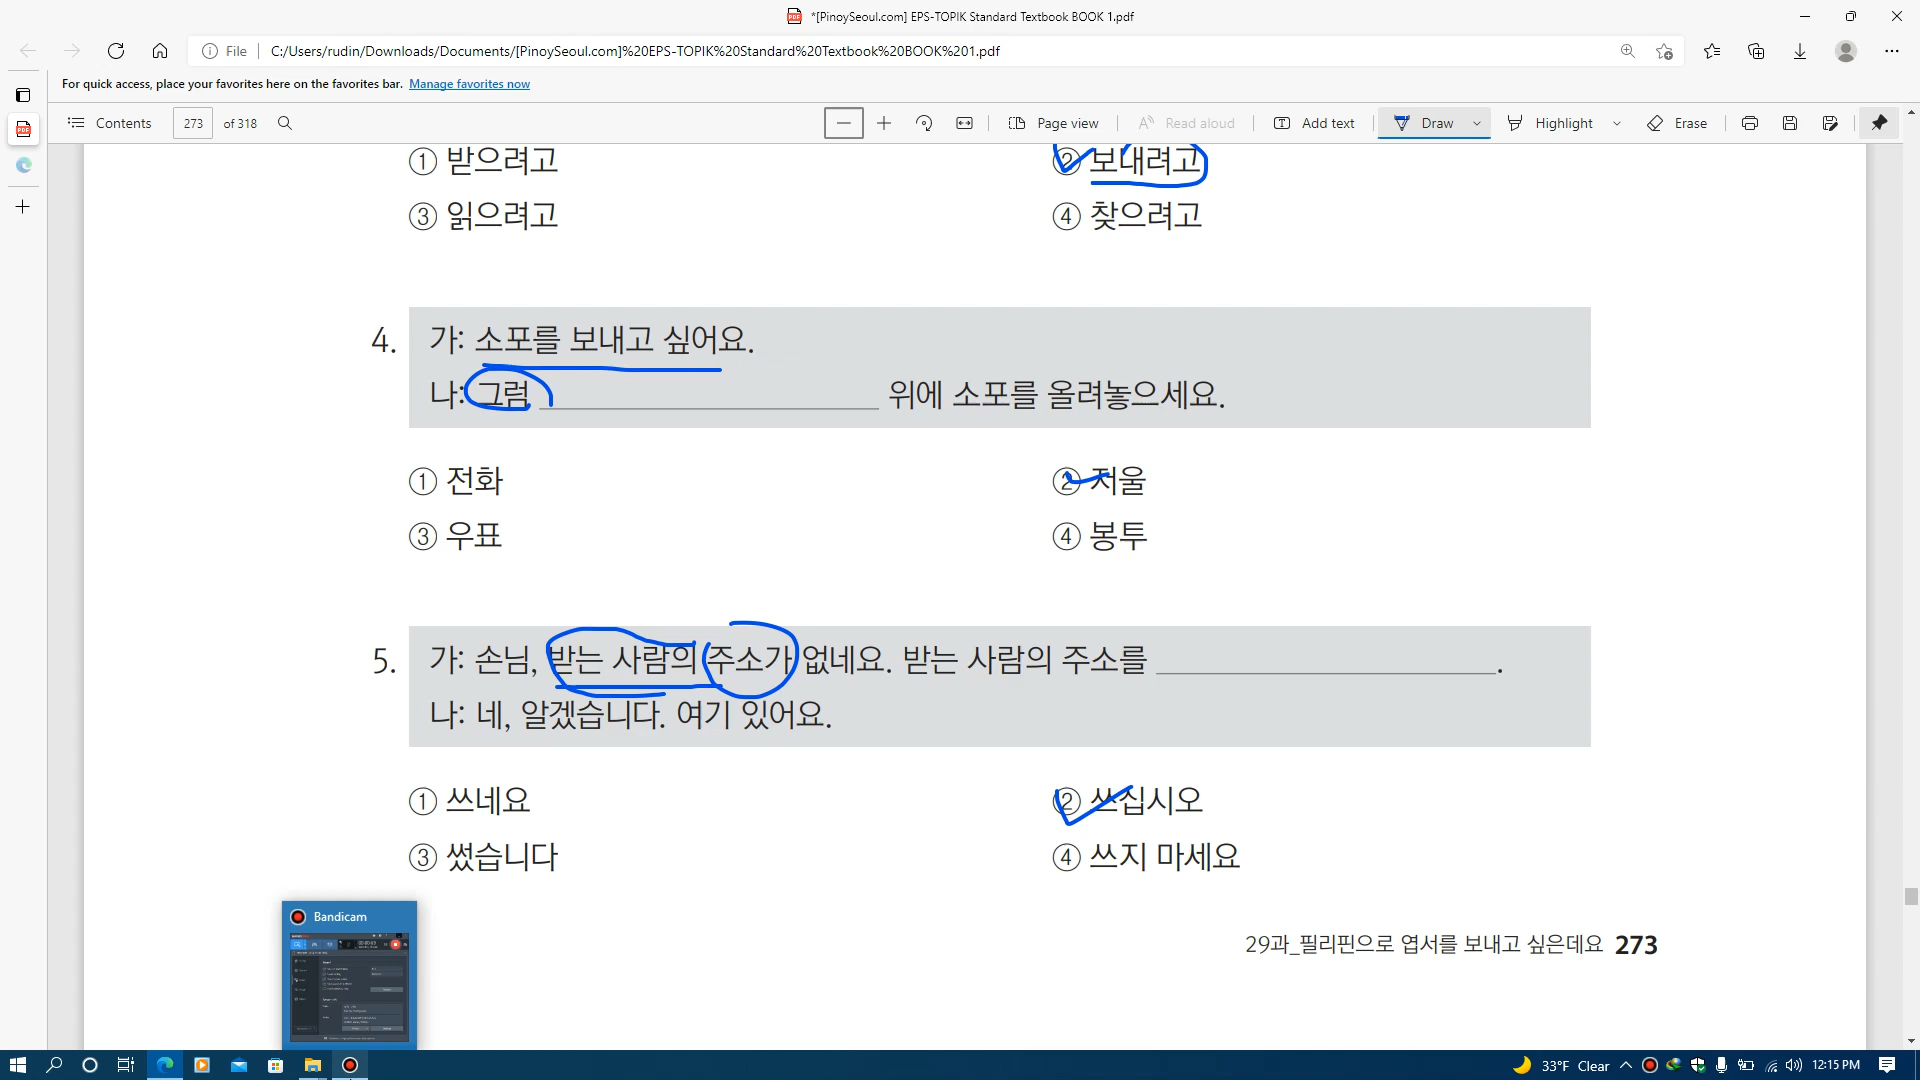 *[PinoySeoul.com] EPS-TOPIK Standard Textbook BOOK 1.pdf
File C:/Users/rudin/Downloads/Documents/[PinoySeoul.com]%20EPS-TOPIK%20Standard%20Textbook%20BOOK%201.pdf
For quick access, place your favorites here on the favorites bar. Manage favorites now
Contents 273 of 318 Page view Read aloud Add text Draw Highlight Erase
① 받으려고 ② 보내려고
③ 읽으려고 ④ 찾으려고
4. 가: 소포를 보내고 싶어요.
나: 그럼 ____________ 위에 소포를 올려놓으세요.
① 전화 ② 저울
③ 우표 ④ 봉투
5. 가: 손님, 받는 사람의 주소가 없네요. 받는 사람의 주소를 ____________.
나: 네, 알겠습니다. 여기 있어요.
① 쓰네요 ② 쓰십시오
③ 썼습니다 ④ 쓰지 마세요
Bandicam
29과_필리핀으로 엽서를 보내고 싶은데요 273
33°F Clear 12:15 PM